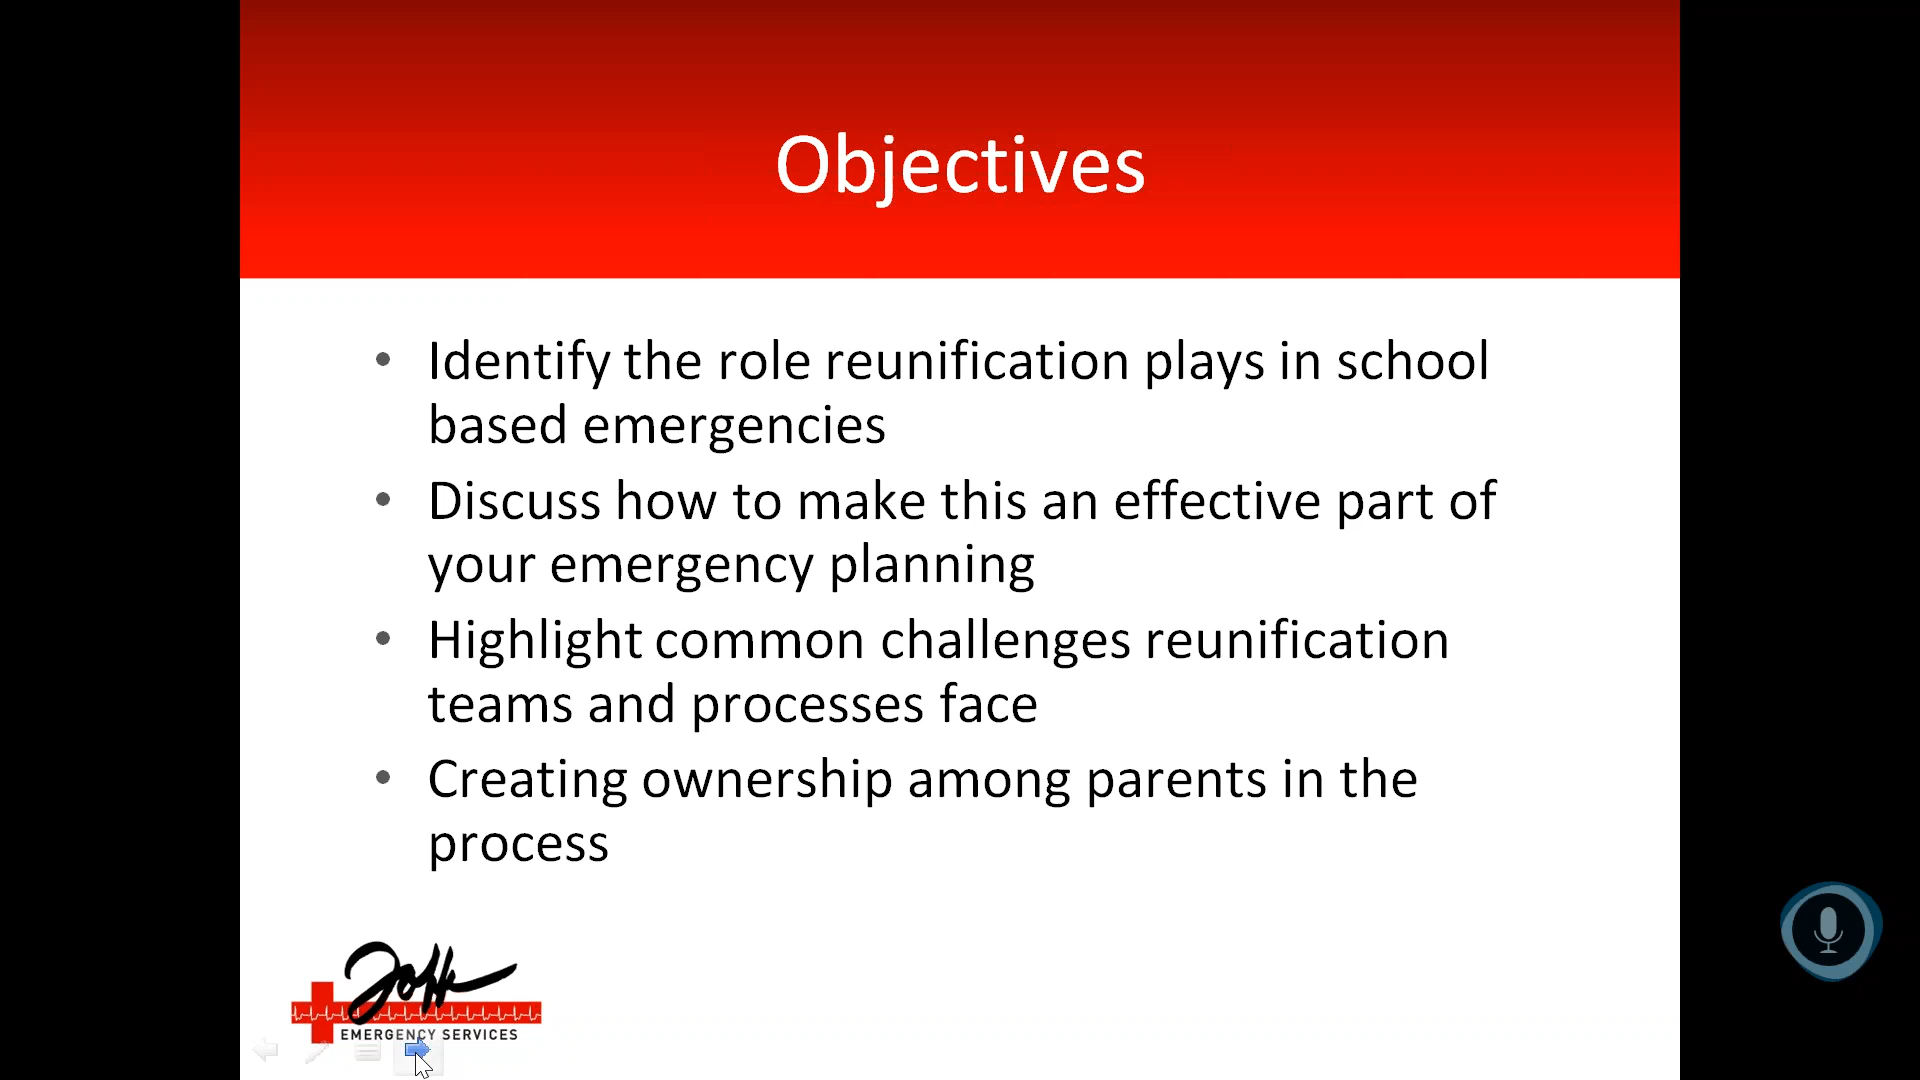 Objectives
• Identify the role reunification plays in school
based emergencies
• Discuss how to make this an effective part of
your emergency planning
• Highlight common challenges reunification
teams and processes face
• Creating ownership among parents in the
process
Joffe
EMERGENCY SERVICES